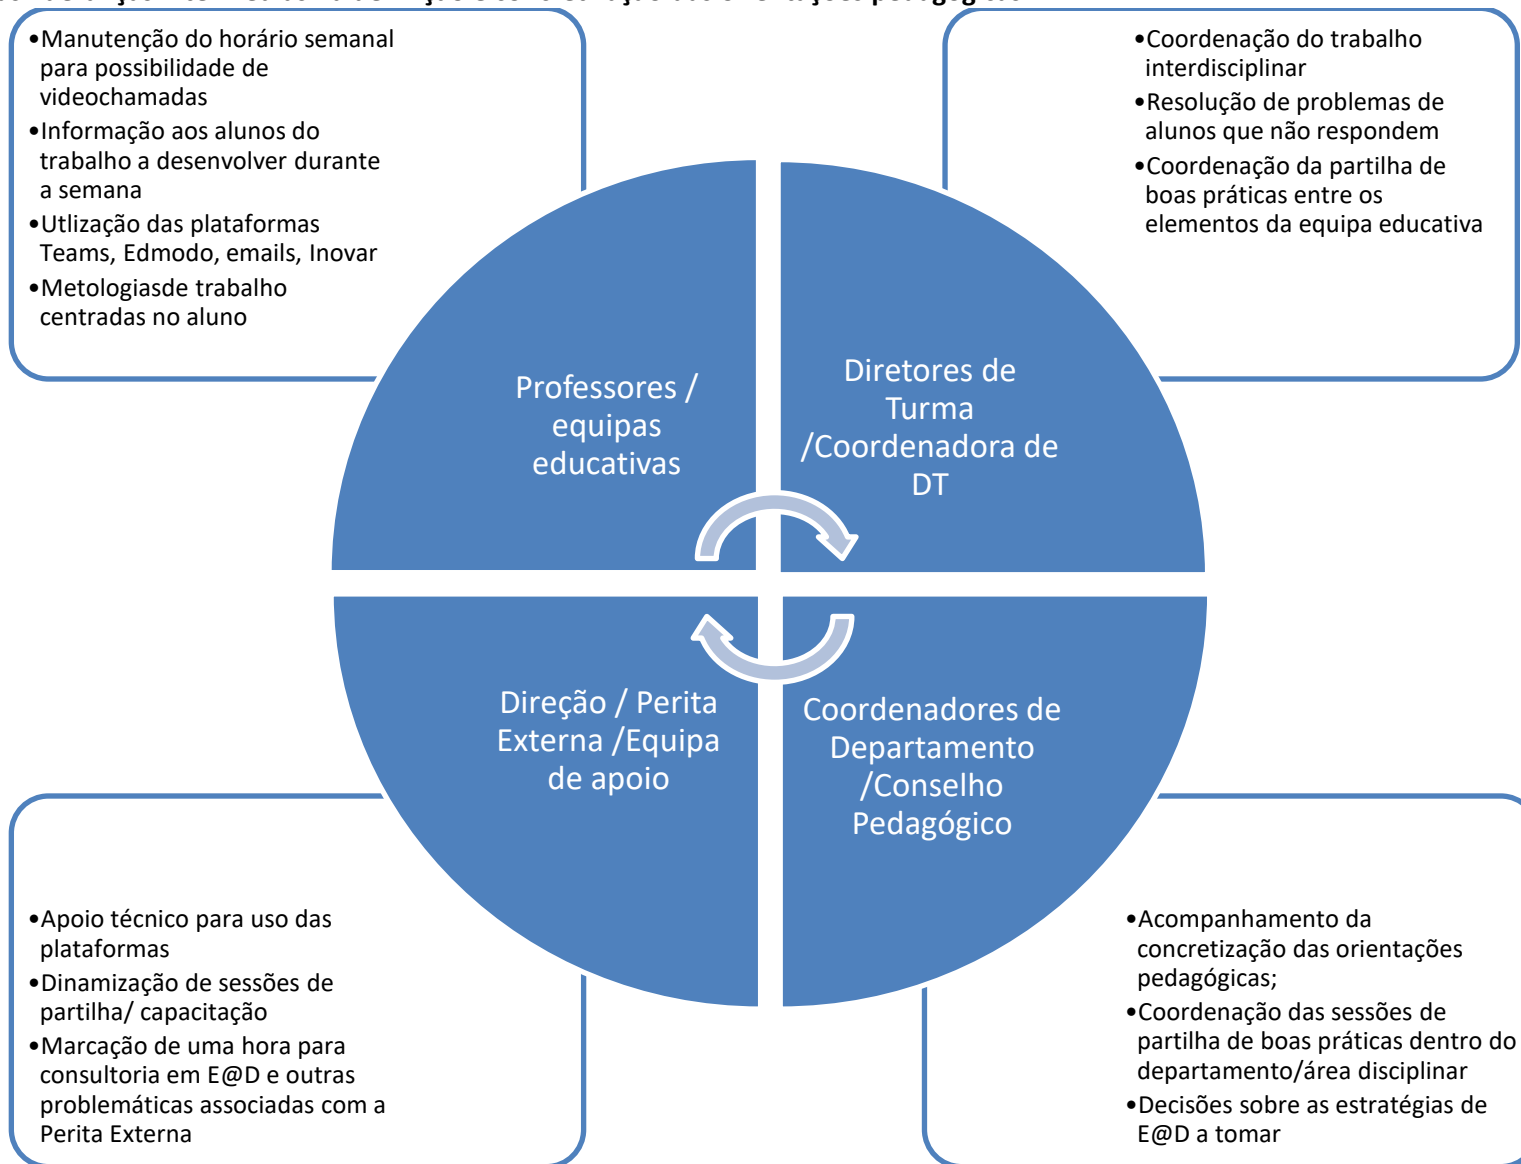 •Manutenção do horário semanal
para possibilidade de
videochamadas
•Informação aos alunos do
trabalho a desenvolver durante
a semana
•Utlização das plataformas
Teams, Edmodo, emails, Inovar
•Metologiasde trabalho
centradas no aluno
•Coordenação do trabalho
interdisciplinar
•Resolução de problemas de
alunos que não respondem
•Coordenação da partilha de
boas práticas entre os
elementos da equipa educativa
Professores /
equipas
educativas
Diretores de
Turma
/Coordenadora de
DT
Direção / Perita
Externa /Equipa
de apoio
Coordenadores de
Departamento
/Conselho
Pedagógico
•Apoio técnico para uso das
plataformas
•Dinamização de sessões de
partilha/ capacitação
•Marcação de uma hora para
consultoria em E@D e outras
problemáticas associadas com a
Perita Externa
•Acompanhamento da
concretização das orientações
pedagógicas;
•Coordenação das sessões de
partilha de boas práticas dentro do
departamento/área disciplinar
•Decisões sobre as estratégias de
E@D a tomar